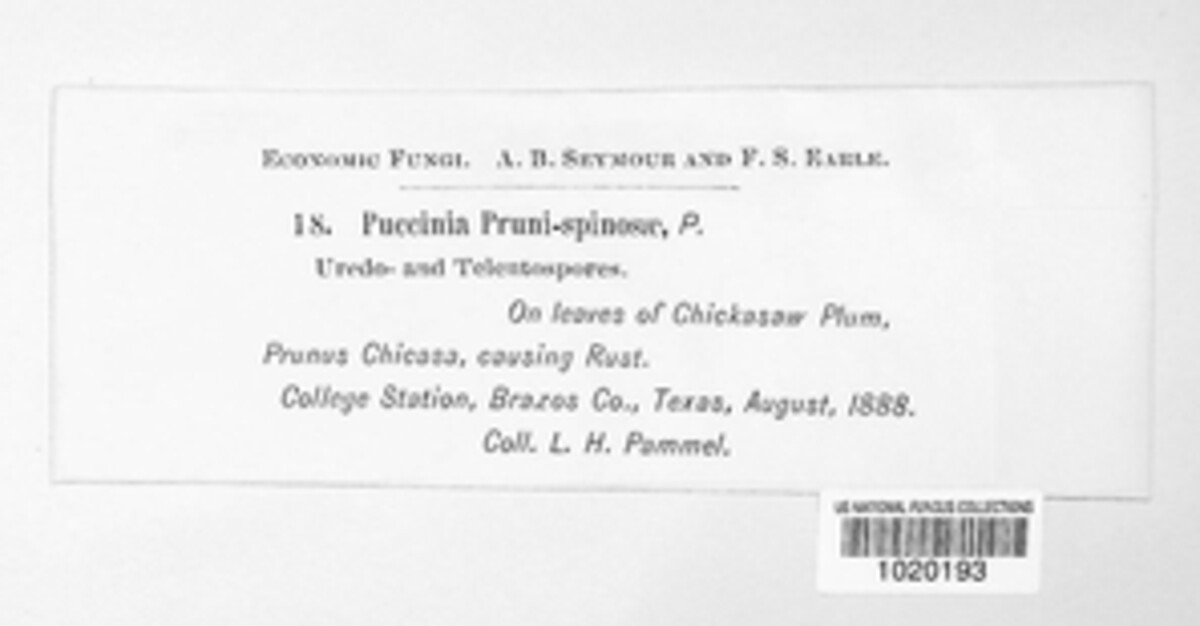 ECONOMIC FUNGI. A. B. SEYMOUR AND F. S. EARLE.
18. Puccinia Pruni-spinosæ, P.
Uredo- and Teleutospores.
On leaves of Chickasaw Plum,
Prunus Chicasa, causing Rust.
College Station, Brazos Co., Texas, August, 1888.
Coll. L. H. Pammel.
US NATIONAL FUNGUS COLLECTIONS
1020193